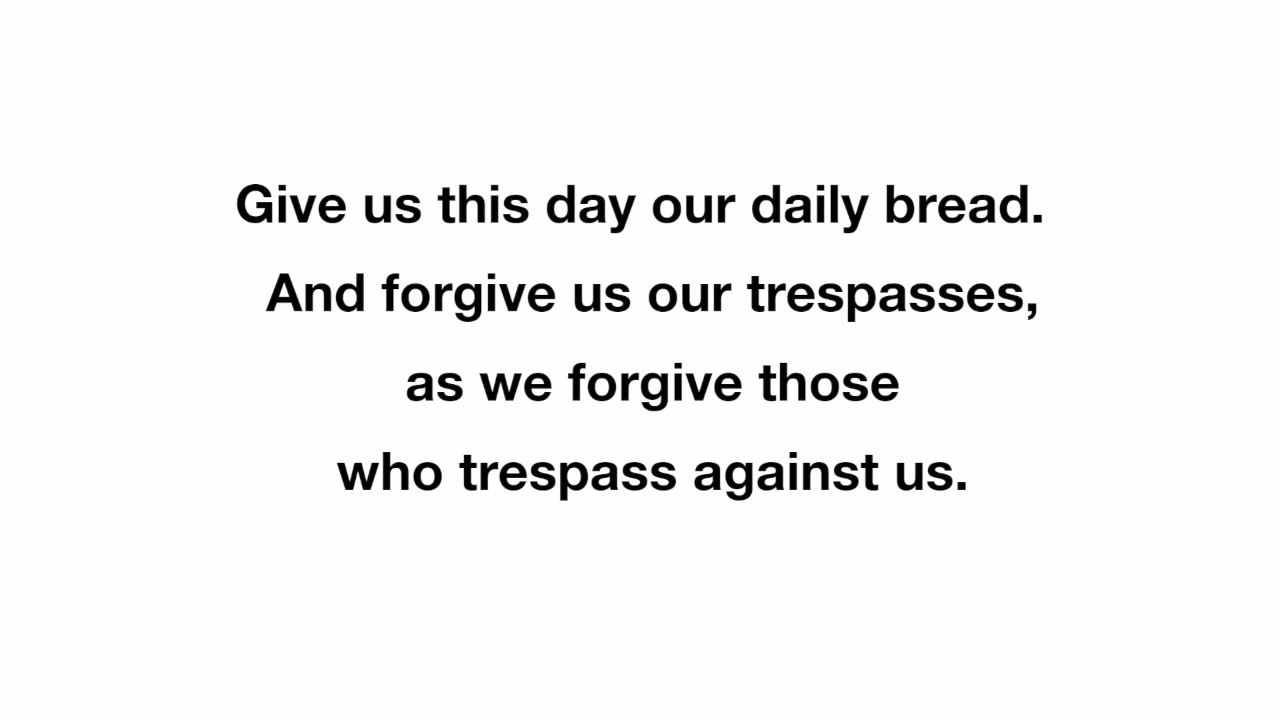 Give us this day our daily bread.
And forgive us our trespasses,
as we forgive those
who trespass against us.